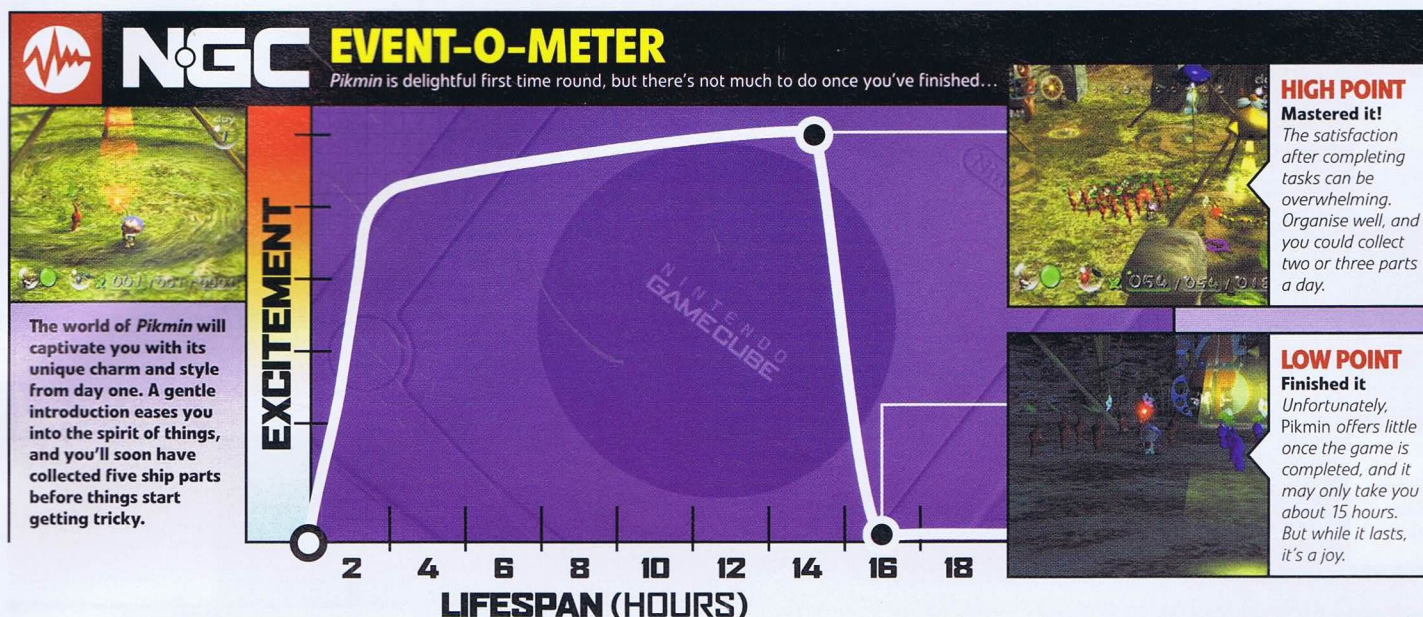 NGC EVENT-O-METER
Pikmin is delightful first time round, but there's not much to do once you've finished...
The world of Pikmin will
captivate you with its
unique charm and style
from day one. A gentle
introduction eases you
into the spirit of things,
and you'll soon have
collected five ship parts
before things start
getting tricky.
EXCITEMENT
NINTENDO
GAMECUBE
2 4 6 8 10 12 14 16 18
LIFESPAN (HOURS)
HIGH POINT
Mastered it!
The satisfaction
after completing
tasks can be
overwhelming.
Organise well, and
you could collect
two or three parts
a day.
LOW POINT
Finished it
Unfortunately,
Pikmin offers little
once the game is
completed, and it
may only take you
about 15 hours.
But while it lasts,
it's a joy.